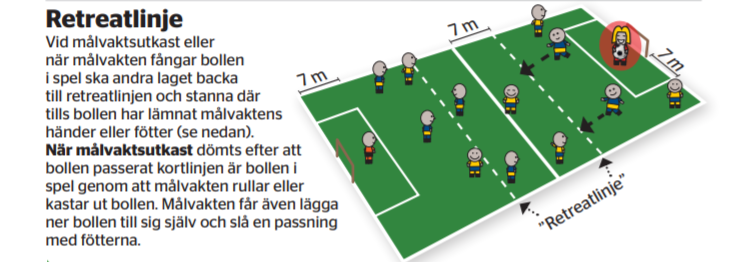 Retreatlinje
Vid målvaktsutkast eller
när målvakten fångar bollen
i spel ska andra laget backa
till retreatlinjen och stanna där
tills bollen har lämnat målvaktens
händer eller fötter (se nedan).
När målvaktsutkast dömts efter att
bollen passerat kortlinjen är bollen i
spel genom att målvakten rullar eller
kastar ut bollen. Målvakten får även lägga
ner bollen till sig själv och slå en passning
med fötterna.
7 m
7 m
7 m
"Retreatlinje"